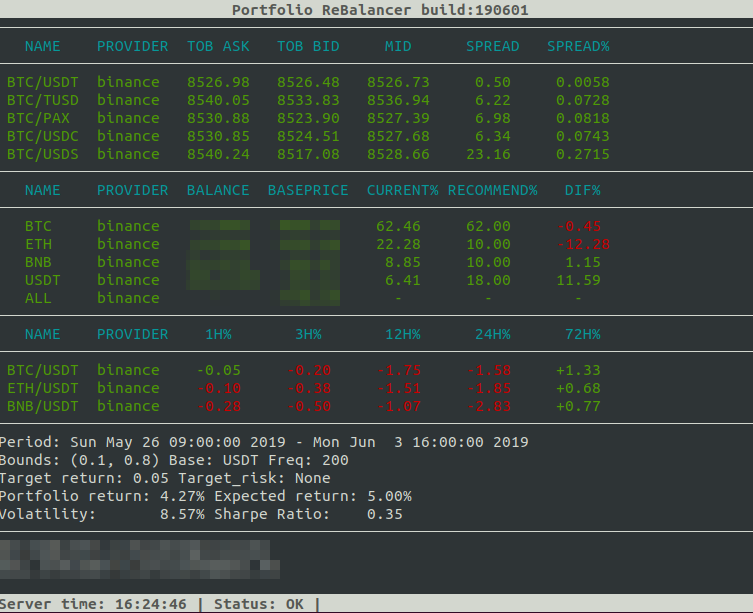 Portfolio ReBalancer build:190601
NAME PROVIDER TOB ASK TOB BID MID SPREAD SPREAD%
BTC/USDT binance 8526.98 8526.48 8526.73 0.50 0.0058
BTC/TUSD binance 8540.05 8533.83 8536.94 6.22 0.0728
BTC/PAX binance 8530.88 8523.90 8527.39 6.98 0.0818
BTC/USDC binance 8530.85 8524.51 8527.68 6.34 0.0743
BTC/USDS binance 8540.24 8517.08 8528.66 23.16 0.2715
NAME PROVIDER BALANCE BASEPRICE CURRENT% RECOMMEND% DIF%
BTC binance 62.46 62.00 -0.45
ETH binance 22.28 10.00 -12.28
BNB binance 8.85 10.00 1.15
USDT binance 6.41 18.00 11.59
ALL binance - - -
NAME PROVIDER 1H% 3H% 12H% 24H% 72H%
BTC/USDT binance -0.05 -0.20 -1.75 -1.58 +1.33
ETH/USDT binance -0.10 -0.38 -1.51 -1.85 +0.68
BNB/USDT binance -0.28 -0.50 -1.07 -2.83 +0.77
Period: Sun May 26 09:00:00 2019 - Mon Jun 3 16:00:00 2019
Bounds: (0.1, 0.8) Base: USDT Freq: 200
Target return: 0.05 Target_risk: None
Portfolio return: 4.27% Expected return: 5.00%
Volatility: 8.57% Sharpe Ratio: 0.35
Server time: 16:24:46 | Status: OK |